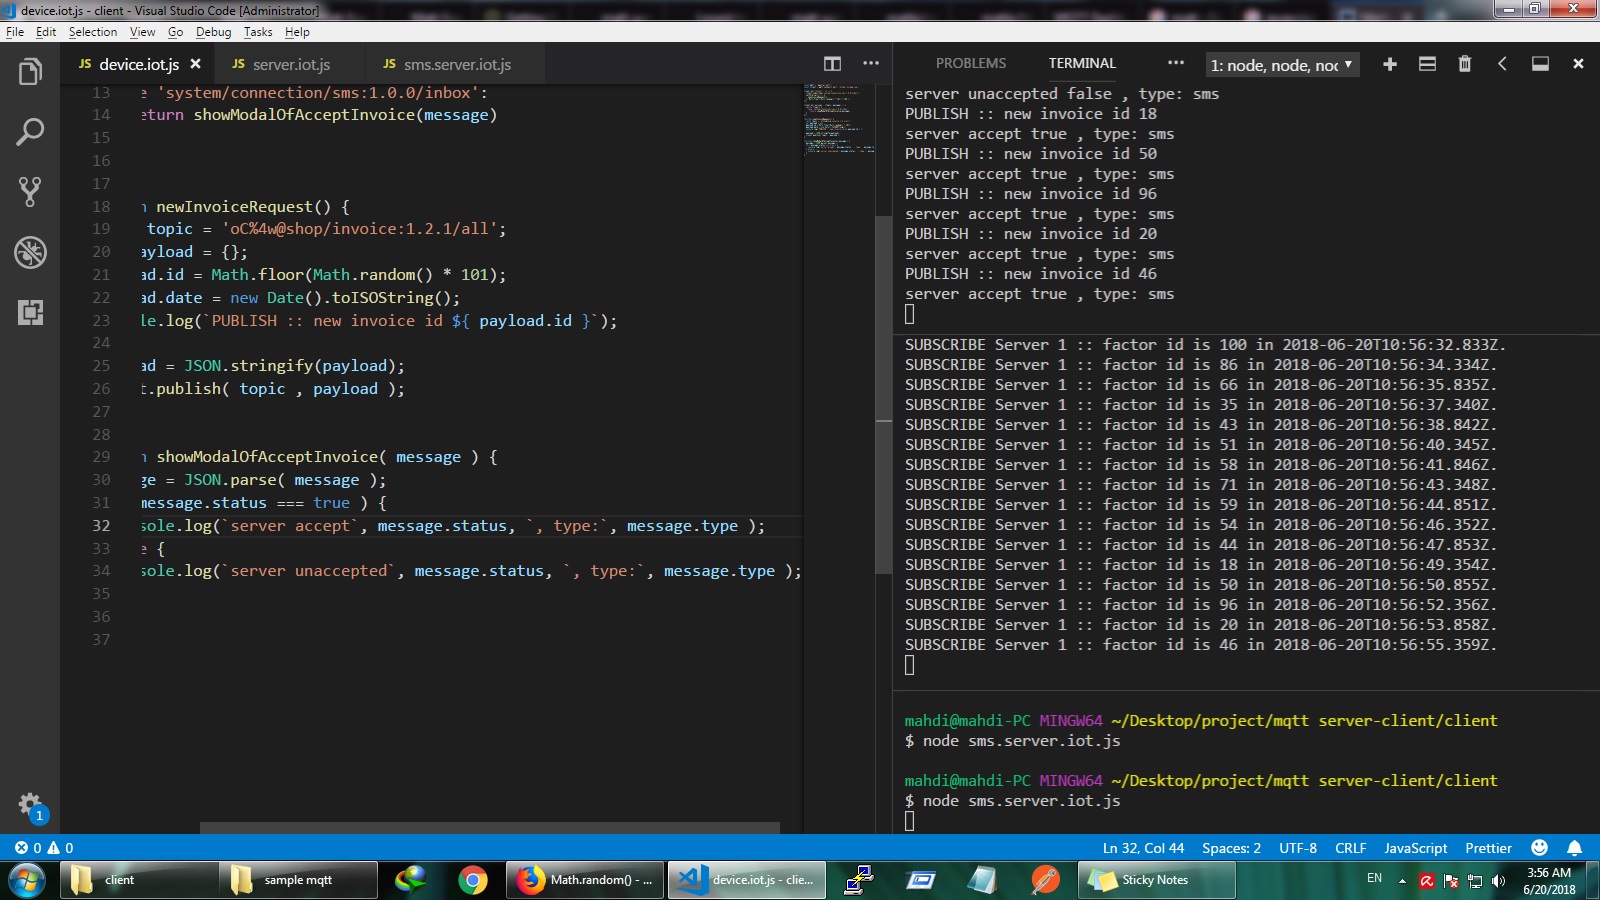 device.iot.js - client - Visual Studio Code [Administrator]
File Edit Selection View Go Debug Tasks Help
JS device.iot.js × JS server.iot.js JS sms.server.iot.js
13 e 'system/connection/sms:1.0.0/inbox':
14 eturn showModalOfAcceptInvoice(message)
15
16
17
18 n newInvoiceRequest() {
19 topic = 'oC%4w@shop/invoice:1.2.1/all';
20 ayload = {};
21 ad.id = Math.floor(Math.random() * 101);
22 ad.date = new Date().toISOString();
23 le.log(`PUBLISH :: new invoice id ${ payload.id }`);
24
25 ad = JSON.stringify(payload);
26 t.publish( topic , payload );
27
28
29 n showModalOfAcceptInvoice( message ) {
30 ge = JSON.parse( message );
31 message.status === true ) {
32 sole.log(`server accept`, message.status, `, type:`, message.type );
33 e {
34 sole.log(`server unaccepted`, message.status, `, type:`, message.type );
35
36
37
PROBLEMS TERMINAL ··· 1: node, node, noc
server unaccepted false , type: sms
PUBLISH :: new invoice id 18
server accept true , type: sms
PUBLISH :: new invoice id 50
server accept true , type: sms
PUBLISH :: new invoice id 96
server accept true , type: sms
PUBLISH :: new invoice id 20
server accept true , type: sms
PUBLISH :: new invoice id 46
server accept true , type: sms
SUBSCRIBE Server 1 :: factor id is 100 in 2018-06-20T10:56:32.833Z.
SUBSCRIBE Server 1 :: factor id is 86 in 2018-06-20T10:56:34.334Z.
SUBSCRIBE Server 1 :: factor id is 66 in 2018-06-20T10:56:35.835Z.
SUBSCRIBE Server 1 :: factor id is 35 in 2018-06-20T10:56:37.340Z.
SUBSCRIBE Server 1 :: factor id is 43 in 2018-06-20T10:56:38.842Z.
SUBSCRIBE Server 1 :: factor id is 51 in 2018-06-20T10:56:40.345Z.
SUBSCRIBE Server 1 :: factor id is 58 in 2018-06-20T10:56:41.846Z.
SUBSCRIBE Server 1 :: factor id is 71 in 2018-06-20T10:56:43.348Z.
SUBSCRIBE Server 1 :: factor id is 59 in 2018-06-20T10:56:44.851Z.
SUBSCRIBE Server 1 :: factor id is 54 in 2018-06-20T10:56:46.352Z.
SUBSCRIBE Server 1 :: factor id is 44 in 2018-06-20T10:56:47.853Z.
SUBSCRIBE Server 1 :: factor id is 18 in 2018-06-20T10:56:49.354Z.
SUBSCRIBE Server 1 :: factor id is 50 in 2018-06-20T10:56:50.855Z.
SUBSCRIBE Server 1 :: factor id is 96 in 2018-06-20T10:56:52.356Z.
SUBSCRIBE Server 1 :: factor id is 20 in 2018-06-20T10:56:53.858Z.
SUBSCRIBE Server 1 :: factor id is 46 in 2018-06-20T10:56:55.359Z.
mahdi@mahdi-PC MINGW64 ~/Desktop/project/mqtt server-client/client
$ node sms.server.iot.js
mahdi@mahdi-PC MINGW64 ~/Desktop/project/mqtt server-client/client
$ node sms.server.iot.js
1
0 0 Ln 32, Col 44 Spaces: 2 UTF-8 CRLF JavaScript Prettier
client sample mqtt Math.random() - ... device.iot.js - clie... Sticky Notes EN 3:56 AM
6/20/2018